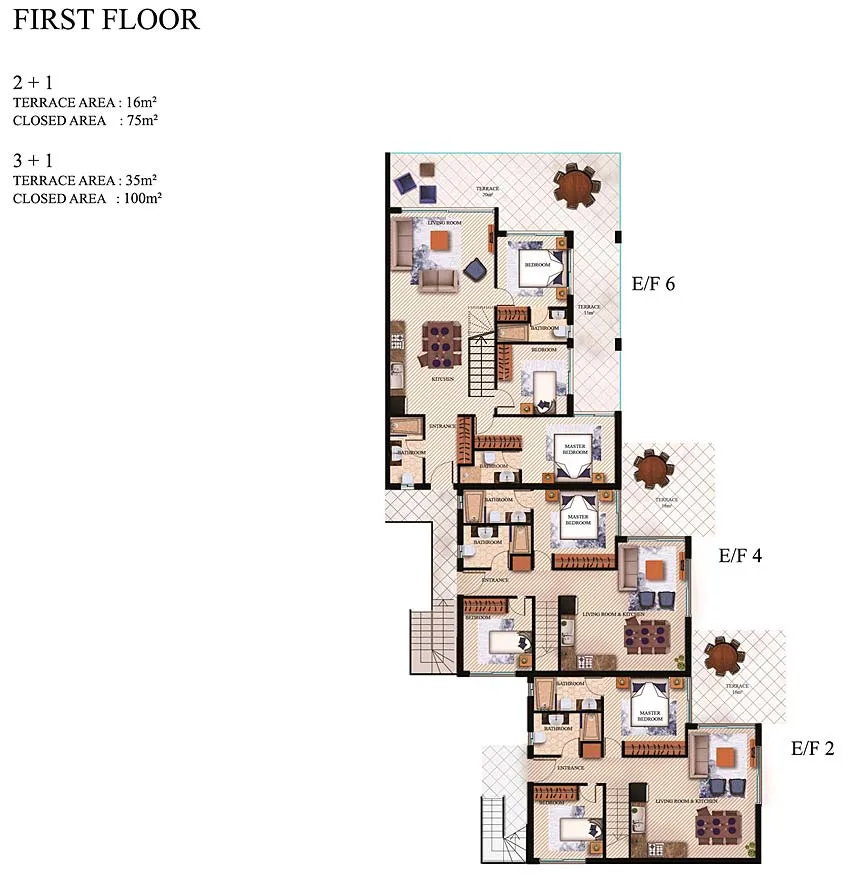 FIRST FLOOR
2 + 1
TERRACE AREA : 16m²
CLOSED AREA : 75m²
3 + 1
TERRACE AREA : 35m²
CLOSED AREA : 100m²
TERRACE
20m²
LIVING ROOM
BEDROOM
E/F 6
TERRACE
15m²
BATHROOM
BEDROOM
KITCHEN
ENTRANCE
BATHROOM
MASTER
BEDROOM
BATHROOM
TERRACE
16m²
BATHROOM
MASTER
BEDROOM
BATHROOM
E/F 4
ENTRANCE
LIVING ROOM & KITCHEN
BEDROOM
TERRACE
16m²
BATHROOM
MASTER
BEDROOM
BATHROOM
E/F 2
ENTRANCE
LIVING ROOM & KITCHEN
BEDROOM